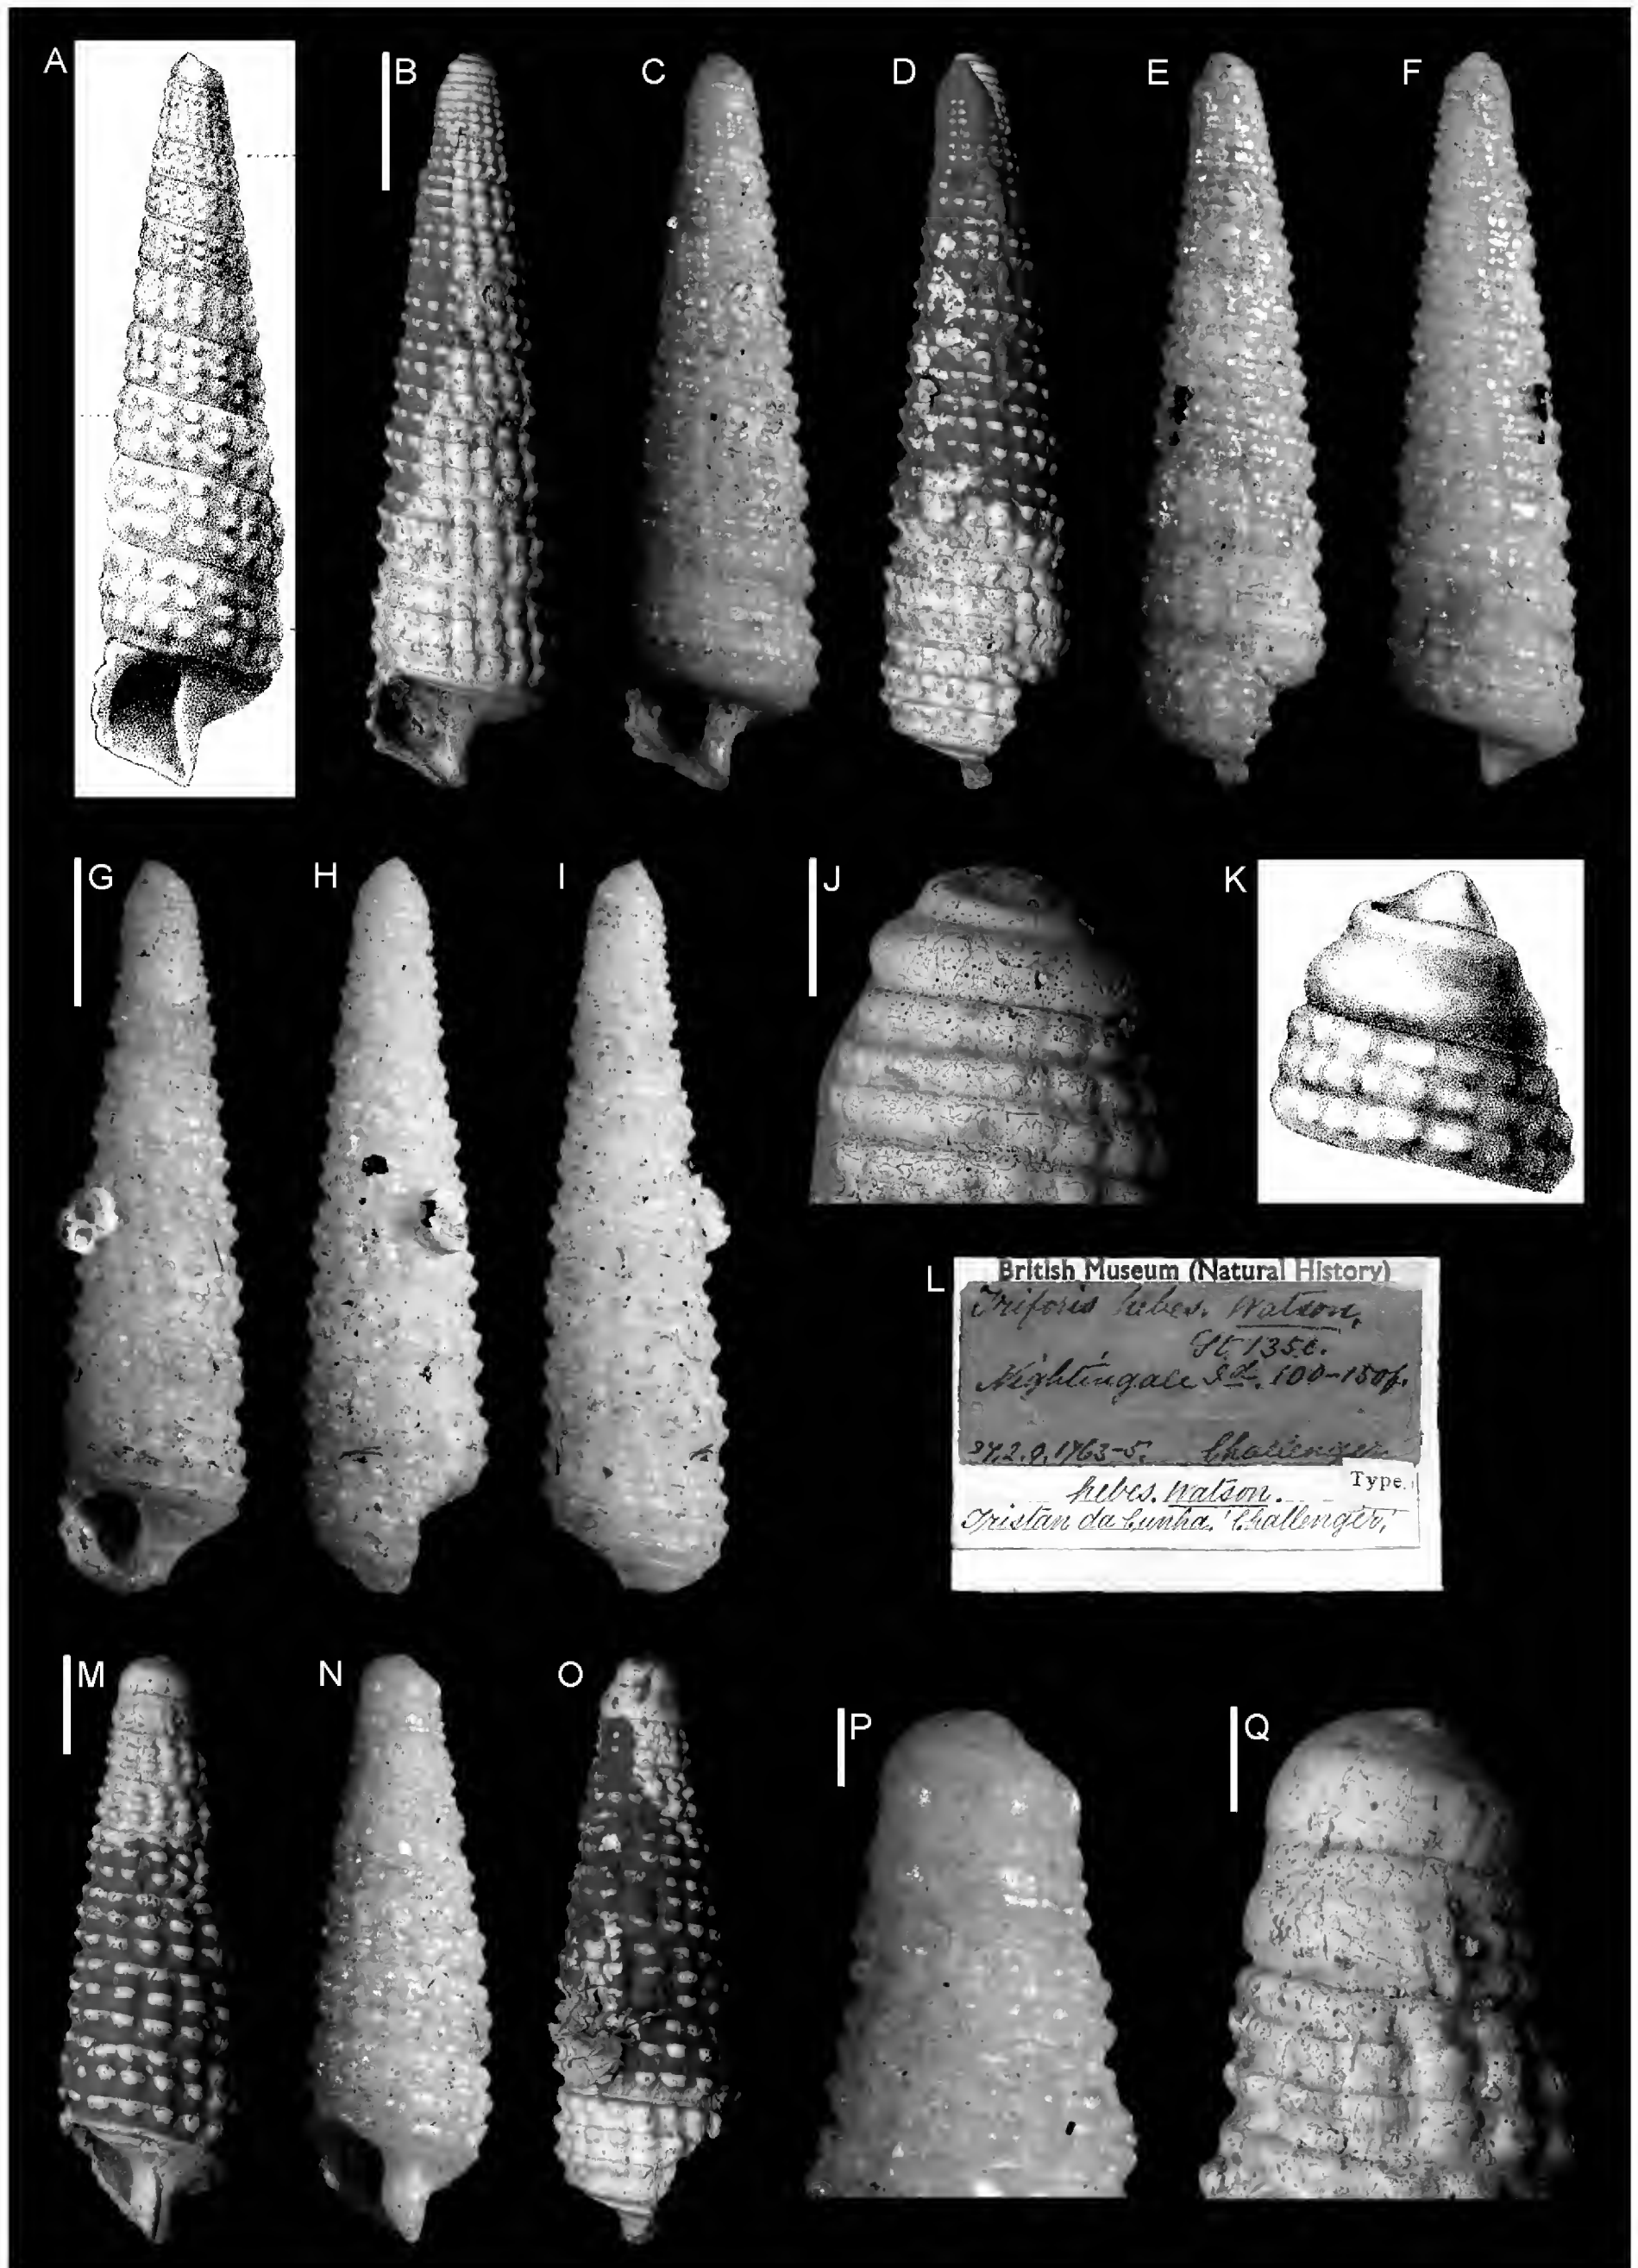 A
B
C
D
E
F
G
H
I
J
K
L
British Museum (Natural History)
Triforis hebes. Watson,
St. 135c.
Nightingale Id. 100-150f.
87.2.9.1763-5. Challenger
hebes. Watson. Type.
Tristan da Cunha. 'Challenger.'
M
N
O
P
Q